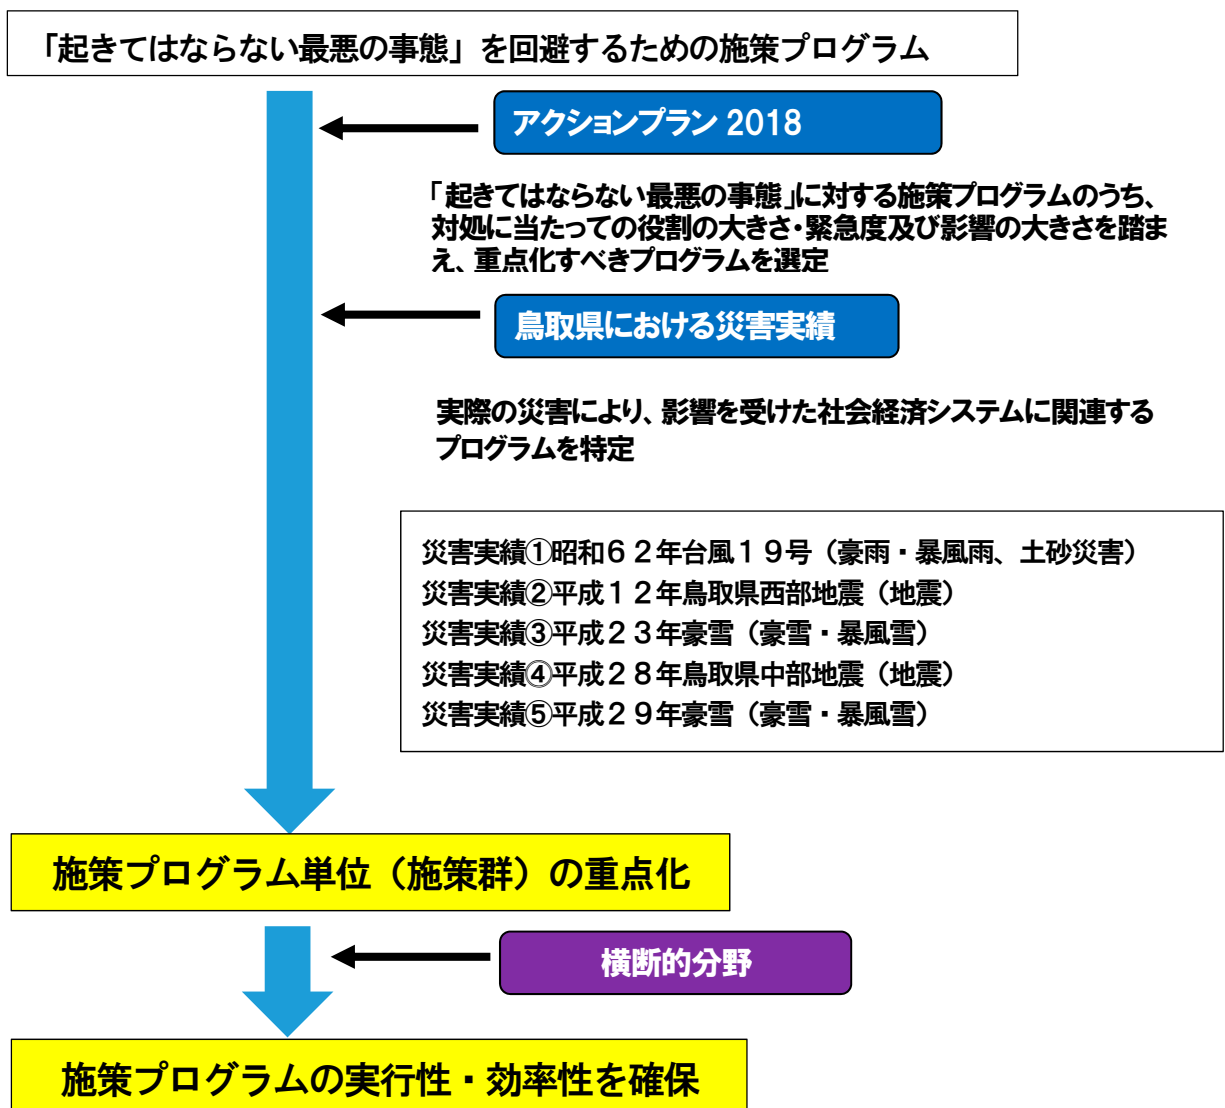 「起きてはならない最悪の事態」を回避するための施策プログラム
アクションプラン 2018
「起きてはならない最悪の事態」に対する施策プログラムのうち、
対処に当たっての役割の大きさ・緊急度及び影響の大きさを踏ま
え、重点化すべきプログラムを選定
鳥取県における災害実績
実際の災害により、影響を受けた社会経済システムに関連する
プログラムを特定
災害実績①昭和６２年台風１９号（豪雨・暴風雨、土砂災害）
災害実績②平成１２年鳥取県西部地震（地震）
災害実績③平成２３年豪雪（豪雪・暴風雪）
災害実績④平成２８年鳥取県中部地震（地震）
災害実績⑤平成２９年豪雪（豪雪・暴風雪）
施策プログラム単位（施策群）の重点化
横断的分野
施策プログラムの実行性・効率性を確保